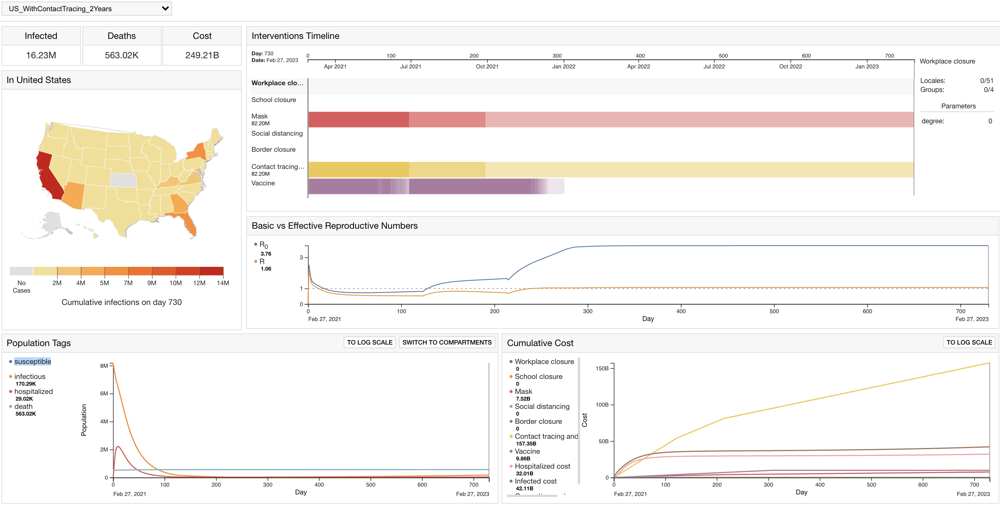 US_WithContactTracing_2Years
Infected
16.23M
Deaths
563.02K
Cost
249.21B
In United States
No
Cases
2M
4M
5M
7M
9M
10M
12M
14M
Cumulative infections on day 730
Interventions Timeline
Day: 730
Date: Feb 27, 2023
0
100
200
300
400
500
600
700
Apr 2021
Jul 2021
Oct 2021
Jan 2022
Apr 2022
Jul 2022
Oct 2022
Jan 2023
Workplace clo…
School closure
Mask
82.20M
Social distancing
Border closure
Contact tracing…
82.20M
Vaccine
Workplace closure
Locales: 0/51
Groups: 0/4
Parameters
degree: 0
Basic vs Effective Reproductive Numbers
R0
3.76
R
1.06
3
1
0
0
100
200
300
400
500
600
700
Feb 27, 2021
Day
Feb 27, 2023
Population Tags
TO LOG SCALE
SWITCH TO COMPARTMENTS
susceptible
infectious
170.29K
hospitalized
29.02K
death
563.02K
Population
8M
6M
4M
2M
0
0
100
200
300
400
500
600
700
Feb 27, 2021
Day
Feb 27, 2023
Cumulative Cost
TO LOG SCALE
Workplace closure
0
School closure
0
Mask
7.52B
Social distancing
0
Border closure
0
Contact tracing and
157.35B
Vaccine
9.86B
Hospitalized cost
32.01B
Infected cost
42.11B
Cost
150B
100B
50B
0
0
100
200
300
400
500
600
700
Feb 27, 2021
Day
Feb 27, 2023